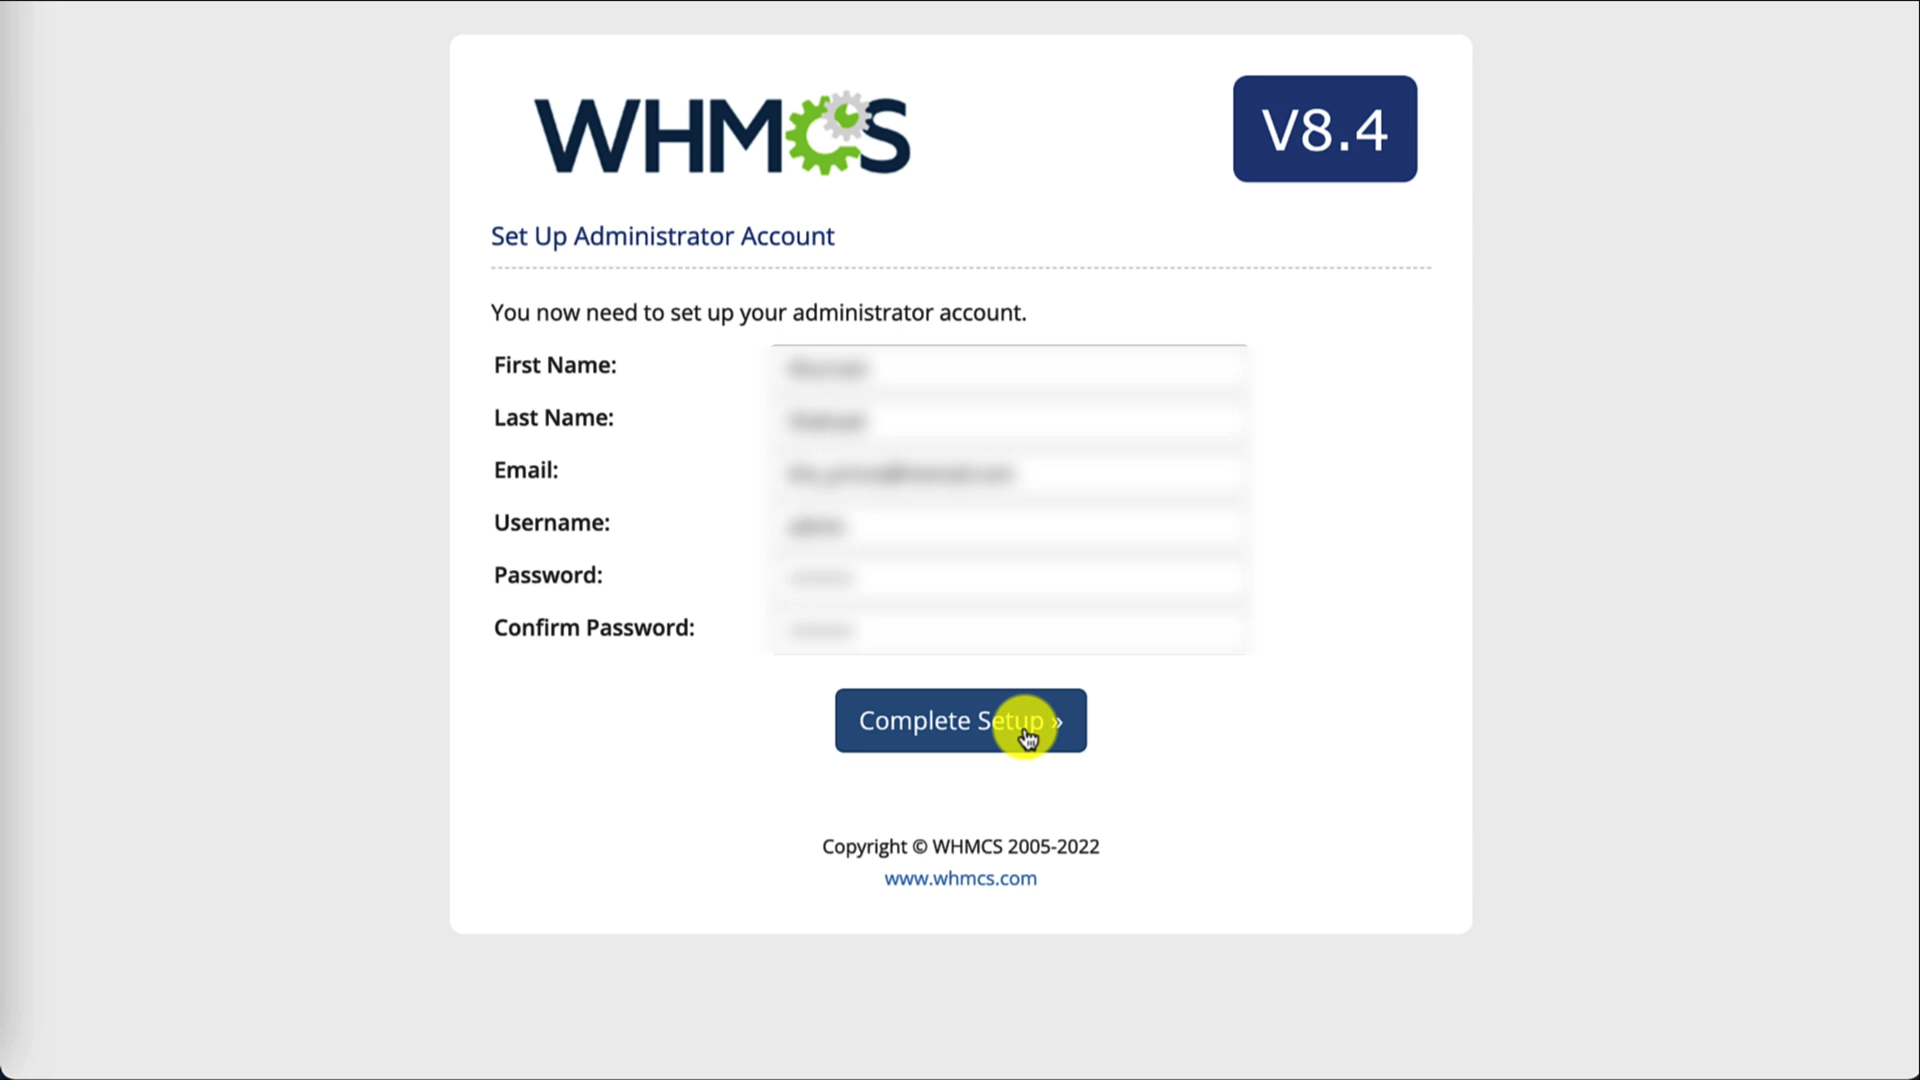 WHMCS
V8.4
Set Up Administrator Account
You now need to set up your administrator account.
First Name:
Last Name:
Email:
Username:
Password:
Confirm Password:
Complete Setup »
Copyright © WHMCS 2005-2022
www.whmcs.com